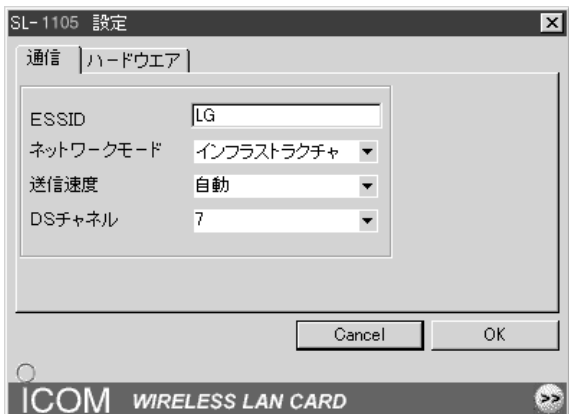 SL-1105 設定
通信 ハードウエア
ESSID LG
ネットワークモード インフラストラクチャ
送信速度 自動
DSチャネル 7
Cancel OK
ICOM WIRELESS LAN CARD >>